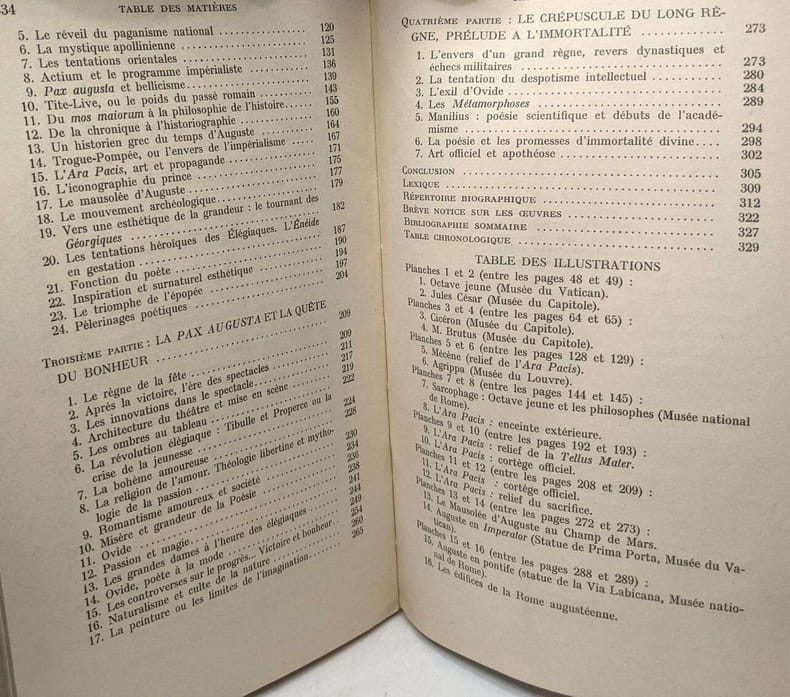 34 TABLE DES MATIÈRES
5. Le réveil du paganisme national 120
6. La mystique apollinienne 125
7. Les tentations orientales 131
8. Actium et le programme impérialiste 136
9. Pax augusta et bellicisme 139
10. Tite-Live, ou le poids du passé romain 143
11. Du mos maiorum à la philosophie de l'histoire 155
12. De la chronique à l'historiographie 160
13. Un historien grec du temps d'Auguste 164
14. Trogue-Pompée, ou l'envers de l'impérialisme 167
15. L'Ara Pacis, art et propagande 171
16. L'iconographie du prince 175
17. Le mausolée d'Auguste 177
18. Le mouvement archéologique 179
19. Vers une esthétique de la grandeur : le tournant des
Géorgiques 182
20. Les tentations héroïques des Élégiaques. L'Énéide
en gestation 187
21. Fonction du poète 190
22. Inspiration et surnaturel esthétique 194
23. Le triomphe de l'épopée 197
24. Pèlerinages poétiques 204
TROISIÈME PARTIE : LA PAX AUGUSTA ET LA QUÊTE
DU BONHEUR 209
1. Le règne de la fête 209
2. Après la victoire, l'ère des spectacles 211
3. Les innovations dans le spectacle 217
4. Architecture du théâtre et mise en scène 219
5. Les ombres au tableau 222
6. La révolution élégiaque : Tibulle et Properce ou la
crise de la jeunesse 224
7. La bohème amoureuse 228
8. La religion de l'amour. Théologie libertine et mytho-
logie de la passion 230
9. Romantisme amoureux et société 234
10. Misère et grandeur de la Poésie 236
11. Ovide 238
12. Passion et magie 241
13. Les grandes dames à l'heure des élégiaques 244
14. Ovide, poète à la mode 249
15. Les controverses sur le progrès... Victoire et bonheur 254
16. Naturalisme et culte de la nature 260
17. La peinture ou les limites de l'imagination 265
QUATRIÈME PARTIE : LE CRÉPUSCULE DU LONG RÈ-
GNE, PRÉLUDE A L'IMMORTALITÉ 273
1. L'envers d'un grand règne, revers dynastiques et
échecs militaires 273
2. La tentation du despotisme intellectuel 280
3. L'exil d'Ovide 284
4. Les Métamorphoses 289
5. Manilius : poésie scientifique et débuts de l'acadé-
misme 294
6. La poésie et les promesses d'immortalité divine 298
7. Art officiel et apothéose 302
CONCLUSION 305
LEXIQUE 309
RÉPERTOIRE BIOGRAPHIQUE 312
BRÈVE NOTICE SUR LES ŒUVRES 322
BIBLIOGRAPHIE SOMMAIRE 327
TABLE CHRONOLOGIQUE 329
TABLE DES ILLUSTRATIONS
Planches 1 et 2 (entre les pages 48 et 49) :
1. Octave jeune (Musée du Vatican).
2. Jules César (Musée du Capitole).
Planches 3 et 4 (entre les pages 64 et 65) :
3. Cicéron (Musée du Capitole).
4. M. Brutus (Musée du Capitole).
Planches 5 et 6 (entre les pages 128 et 129) :
5. Mécène (relief de l'Ara Pacis).
6. Agrippa (Musée du Louvre).
Planches 7 et 8 (entre les pages 144 et 145) :
7. Sarcophage : Octave jeune et les philosophes (Musée national
de Rome).
8. L'Ara Pacis : enceinte extérieure.
Planches 9 et 10 (entre les pages 192 et 193) :
9. L'Ara Pacis : relief de la Tellus Mater.
10. L'Ara Pacis : cortège officiel.
Planches 11 et 12 (entre les pages 208 et 209) :
11. L'Ara Pacis : cortège officiel.
12. L'Ara Pacis : relief du sacrifice.
Planches 13 et 14 (entre les pages 272 et 273) :
13. Le Mausolée d'Auguste au Champ de Mars.
14. Auguste en Imperator (Statue de Prima Porta, Musée du Va-
tican).
Planches 15 et 16 (entre les pages 288 et 289) :
15. Auguste en pontife (statue de la Via Labicana, Musée natio-
nal de Rome).
16. Les édifices de la Rome augustéenne.